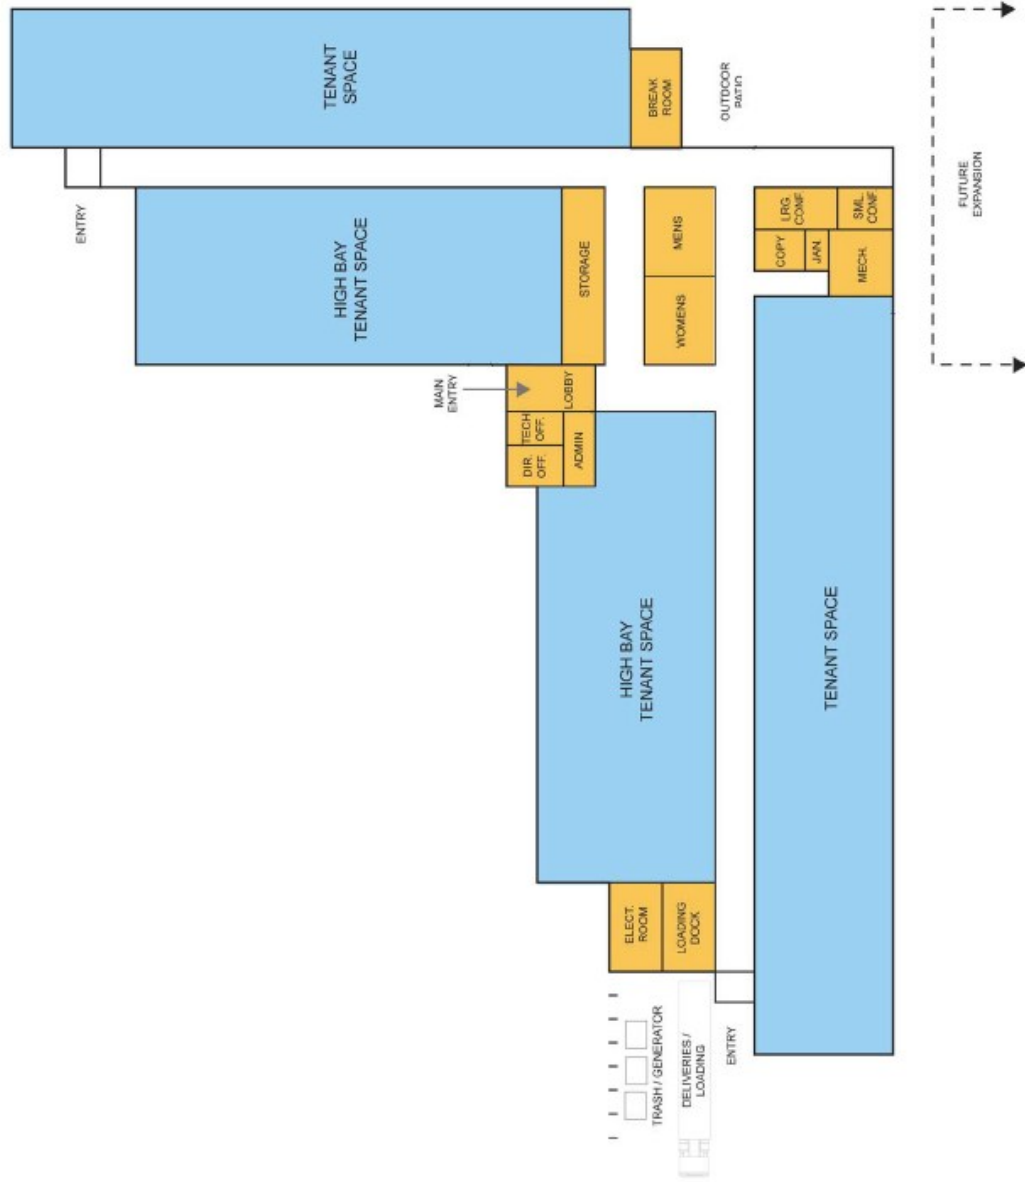 TENANT
SPACE
BREAK
ROOM
OUTDOOR
PATIO
ENTRY
HIGH BAY
TENANT SPACE
STORAGE
MENS
WOMENS
LRG.
CONF.
SML.
CONF.
COPY
JAN.
MECH.
FUTURE
EXPANSION
MAIN
ENTRY
LOBBY
TECH
OFF.
DIR.
OFF.
ADMIN
HIGH BAY
TENANT SPACE
TENANT SPACE
ELECT.
ROOM
LOADING
DOCK
TRASH / GENERATOR
DELIVERIES /
LOADING
ENTRY